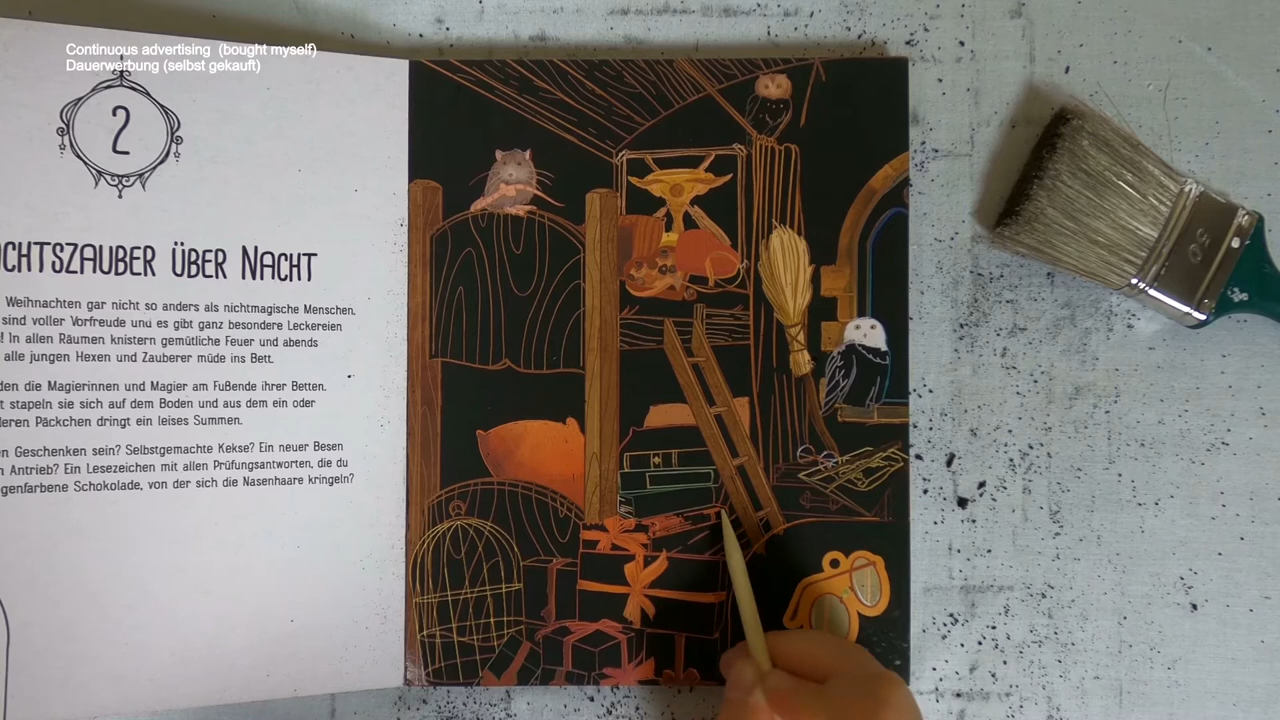 Continuous advertising (bought myself)
Dauerwerbung (selbst gekauft)
2
ÜBER NACHT
Weihnachten gar nicht so anders als nichtmagische Menschen.
sind voller Vorfreude und es gibt ganz besondere Leckereien
! In allen Räumen knistern gemütliche Feuer und abends
alle jungen Hexen und Zauberer müde ins Bett.
die Magierinnen und Magier am Fußende ihrer Betten.
stapeln sie sich auf dem Boden und aus dem ein oder
Päckchen dringt ein leises Summen.
Geschenken sein? Selbstgemachte Kekse? Ein neuer Besen
Antrieb? Ein Lesezeichen mit allen Prüfungsantworten, die du
Schokolade, von der sich die Nasenhaare kringeln?
30